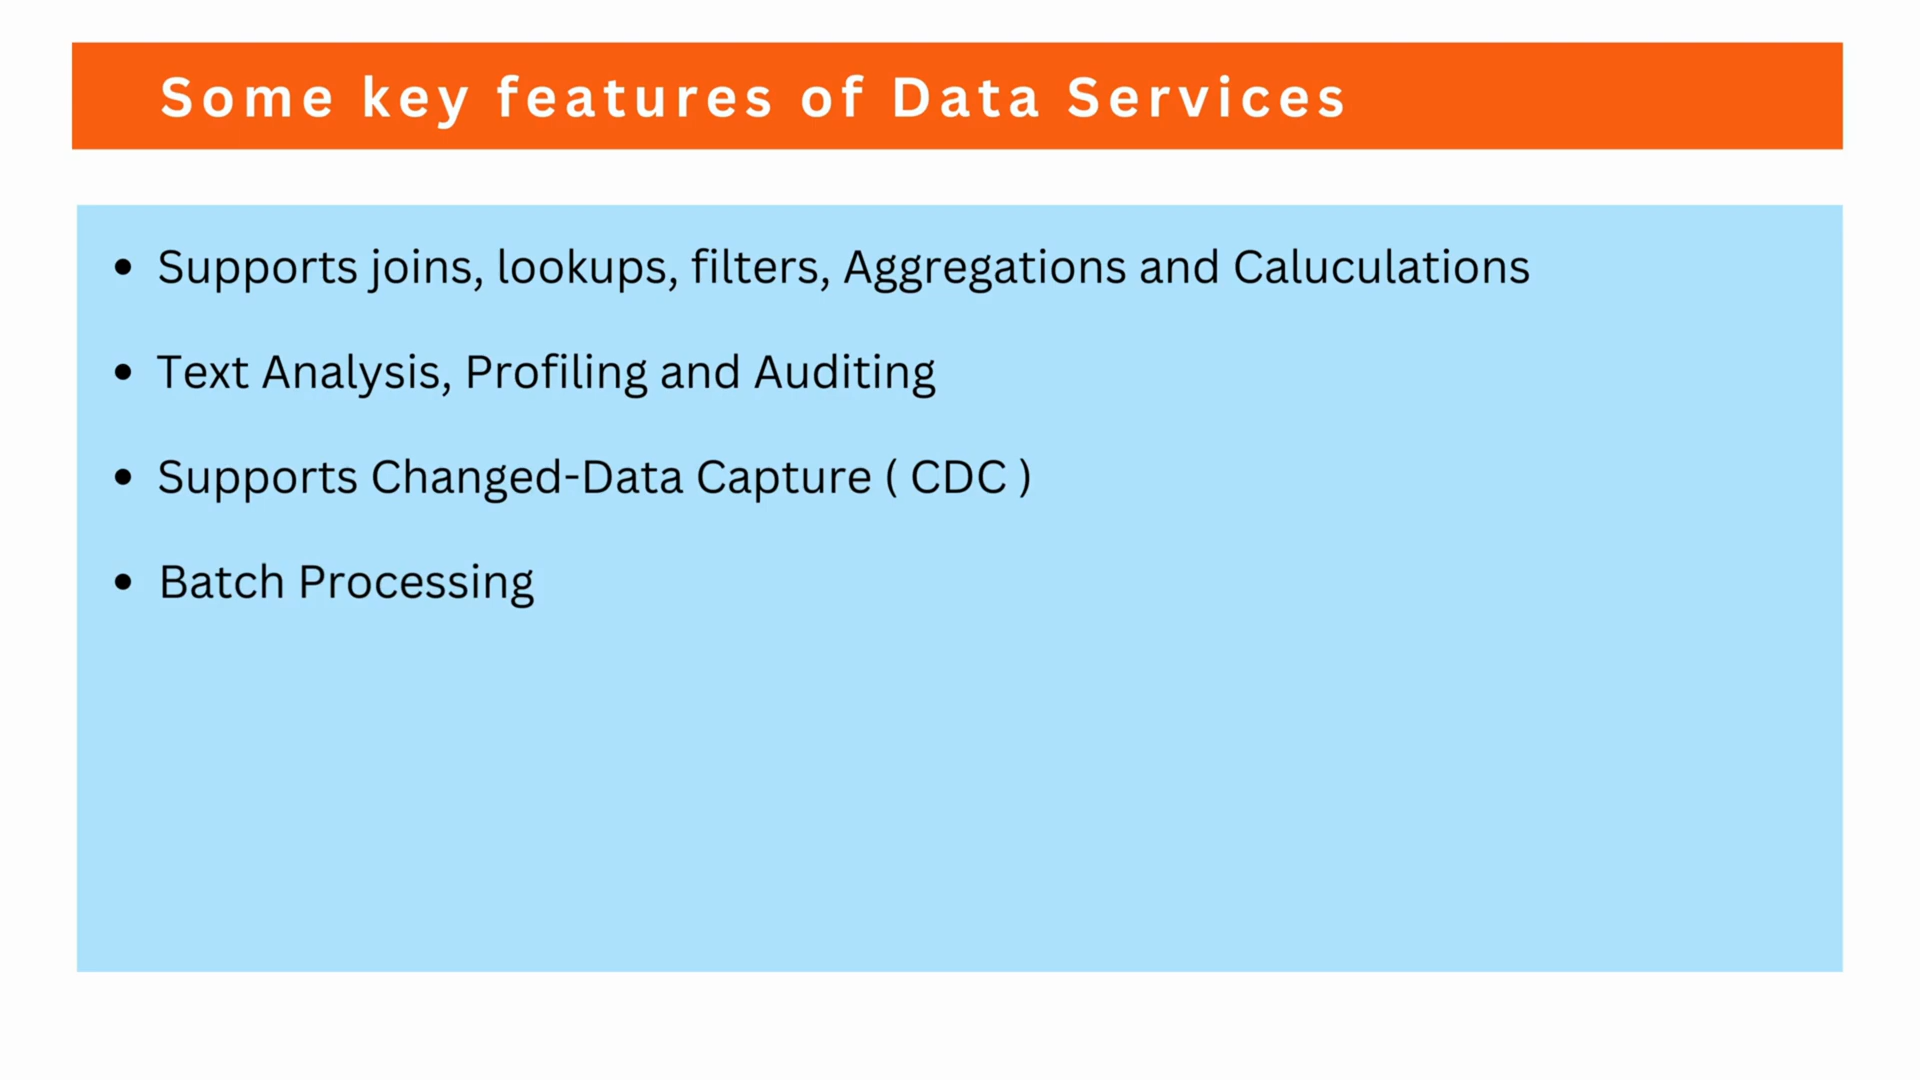 Some key features of Data Services
• Supports joins, lookups, filters, Aggregations and Caluculations
• Text Analysis, Profiling and Auditing
• Supports Changed-Data Capture ( CDC )
• Batch Processing